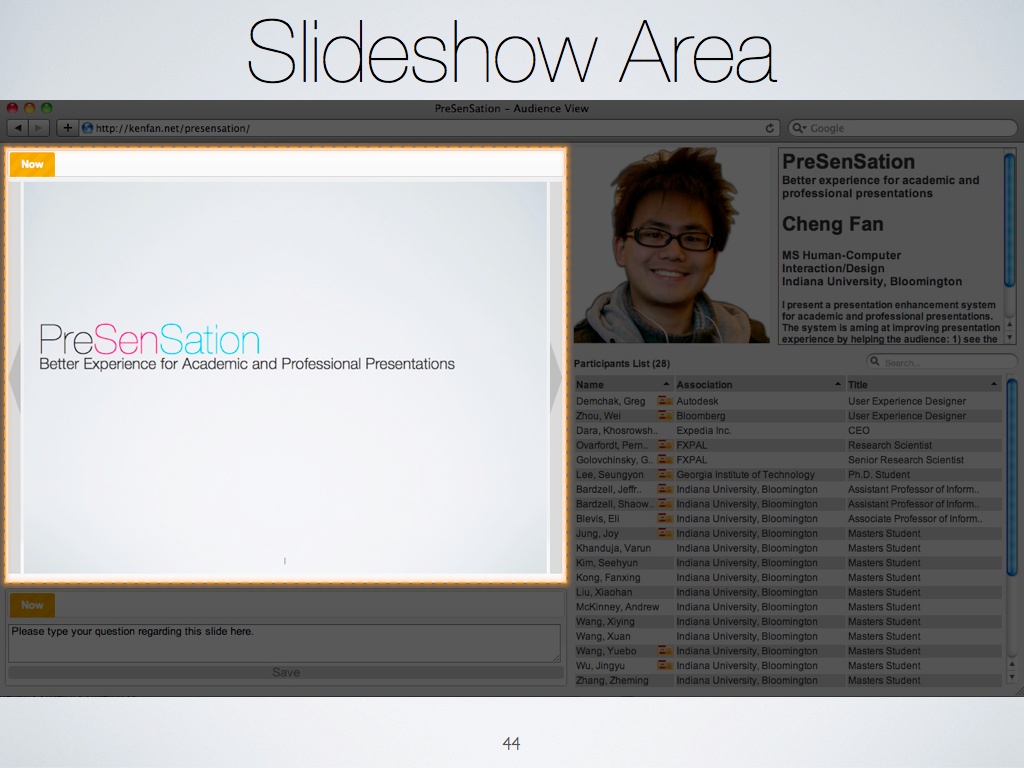 Slideshow Area
PreSenSation – Audience View
http://kenfan.net/presensation/
Google
Now
PreSenSation
Better Experience for Academic and Professional Presentations
1
PreSenSation
Better experience for academic and
professional presentations
Cheng Fan
MS Human-Computer
Interaction/Design
Indiana University, Bloomington
I present a presentation enhancement system
for academic and professional presentations.
The system is aiming at improving presentation
experience by helping the audience: 1) see the
Participants List (28)
Search...
Name Association Title
Demchak, Greg Autodesk User Experience Designer
Zhou, Wei Bloomberg User Experience Designer
Dara, Khosrowsh.. Expedia Inc. CEO
Ovarfordt, Pern.. FXPAL Research Scientist
Golovchinsky, G.. FXPAL Senior Research Scientist
Lee, Seungyon Georgia Institute of Technology Ph.D. Student
Bardzell, Jeffr.. Indiana University, Bloomington Assistant Professor of Inform..
Bardzell, Shaow.. Indiana University, Bloomington Assistant Professor of Inform..
Blevis, Eli Indiana University, Bloomington Associate Professor of Inform..
Jung, Joy Indiana University, Bloomington Masters Student
Khanduja, Varun Indiana University, Bloomington Masters Student
Kim, Seehyun Indiana University, Bloomington Masters Student
Kong, Fanxing Indiana University, Bloomington Masters Student
Liu, Xiaohan Indiana University, Bloomington Masters Student
McKinney, Andrew Indiana University, Bloomington Masters Student
Wang, Xiying Indiana University, Bloomington Masters Student
Wang, Xuan Indiana University, Bloomington Masters Student
Wang, Yuebo Indiana University, Bloomington Masters Student
Wu, Jingyu Indiana University, Bloomington Masters Student
Zhang, Zheming Indiana University, Bloomington Masters Student
Now
Please type your question regarding this slide here.
Save
44